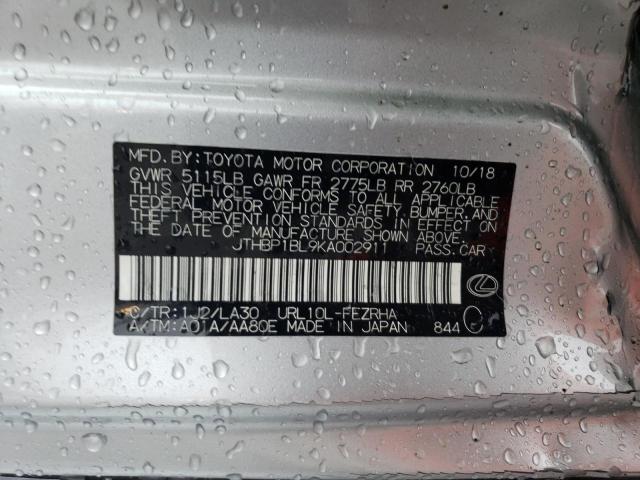 MFD.BY:TOYOTA MOTOR CORPORATION 10/18
GVWR 5115LB GAWR FR 2775LB RR 2760LB
THIS VEHICLE CONFORMS TO ALL APPLICABLE
FEDERAL MOTOR VEHICLE SAFETY,BUMPER,AND
THEFT PREVENTION STANDARDS IN EFFECT ON
THE DATE OF MANUFACTURE SHOWN ABOVE.
JTHBP1BL9KA002911 PASS.CAR
C/TR:1J2/LA30 URL10L-FEZRHA
A/TM:A01A/AA80E MADE IN JAPAN 844